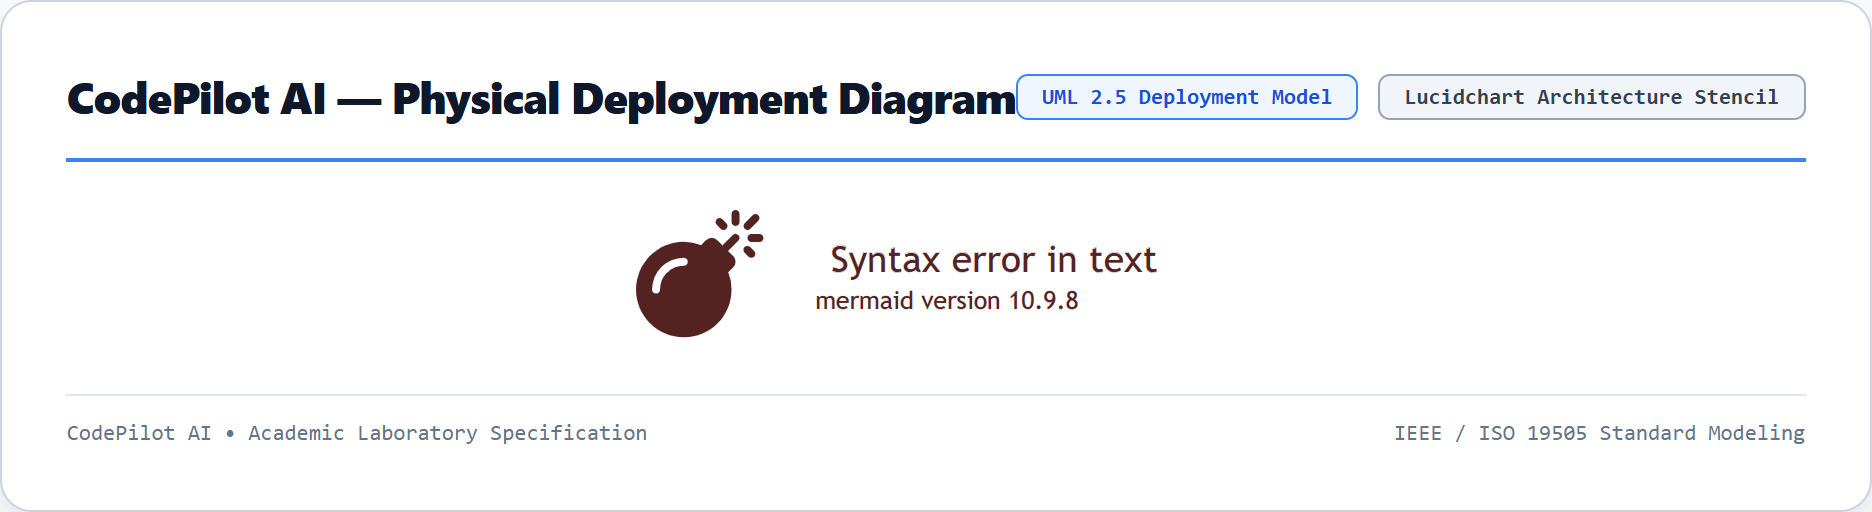 CodePilot AI — Physical Deployment Diagram
UML 2.5 Deployment Model
Lucidchart Architecture Stencil
Syntax error in text
mermaid version 10.9.8
CodePilot AI • Academic Laboratory Specification
IEEE / ISO 19505 Standard Modeling